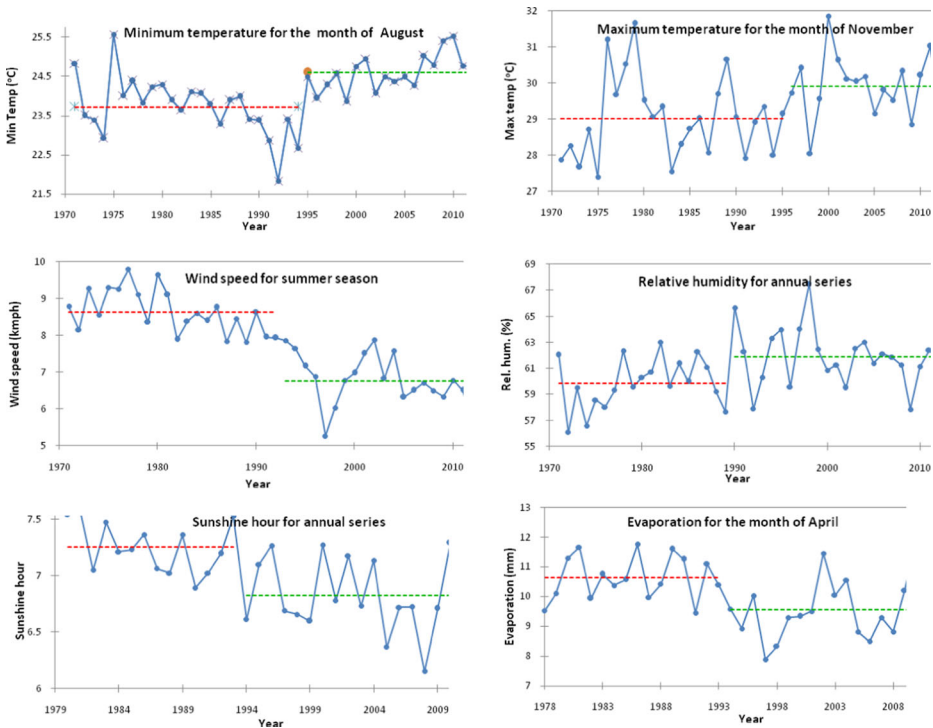 Minimum temperature for the month of August
Min Temp (°C)
25.5
24.5
23.5
22.5
21.5
1970 1975 1980 1985 1990 1995 2000 2005 2010
Year
Maximum temperature for the month of November
Max temp (°C)
32
31
30
29
28
27
1970 1975 1980 1985 1990 1995 2000 2005 2010
Year
Wind speed for summer season
Wind speed (kmph)
10
9
8
7
6
5
1970 1980 1990 2000 2010
Year
Relative humidity for annual series
Rel. hum. (%)
69
67
65
63
61
59
57
55
1970 1980 1990 2000 2010
Year
Sunshine hour for annual series
Sunshine hour
7.5
7
6.5
6
1979 1984 1989 1994 1999 2004 2009
Year
Evaporation for the month of April
Evaporation (mm)
13
12
11
10
9
8
7
1978 1983 1988 1993 1998 2003 2008
Year